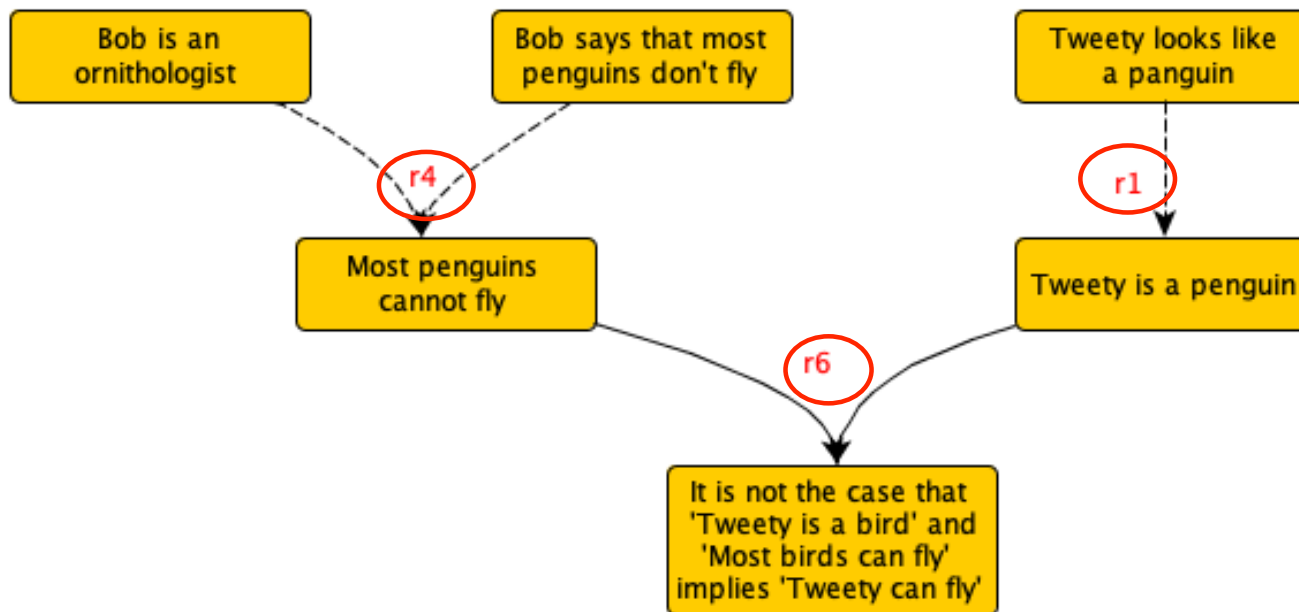 Bob is an
ornithologist
Bob says that most
penguins don't fly
Tweety looks like
a panguin
r4
r1
Most penguins
cannot fly
Tweety is a penguin
r6
It is not the case that
'Tweety is a bird' and
'Most birds can fly'
implies 'Tweety can fly'